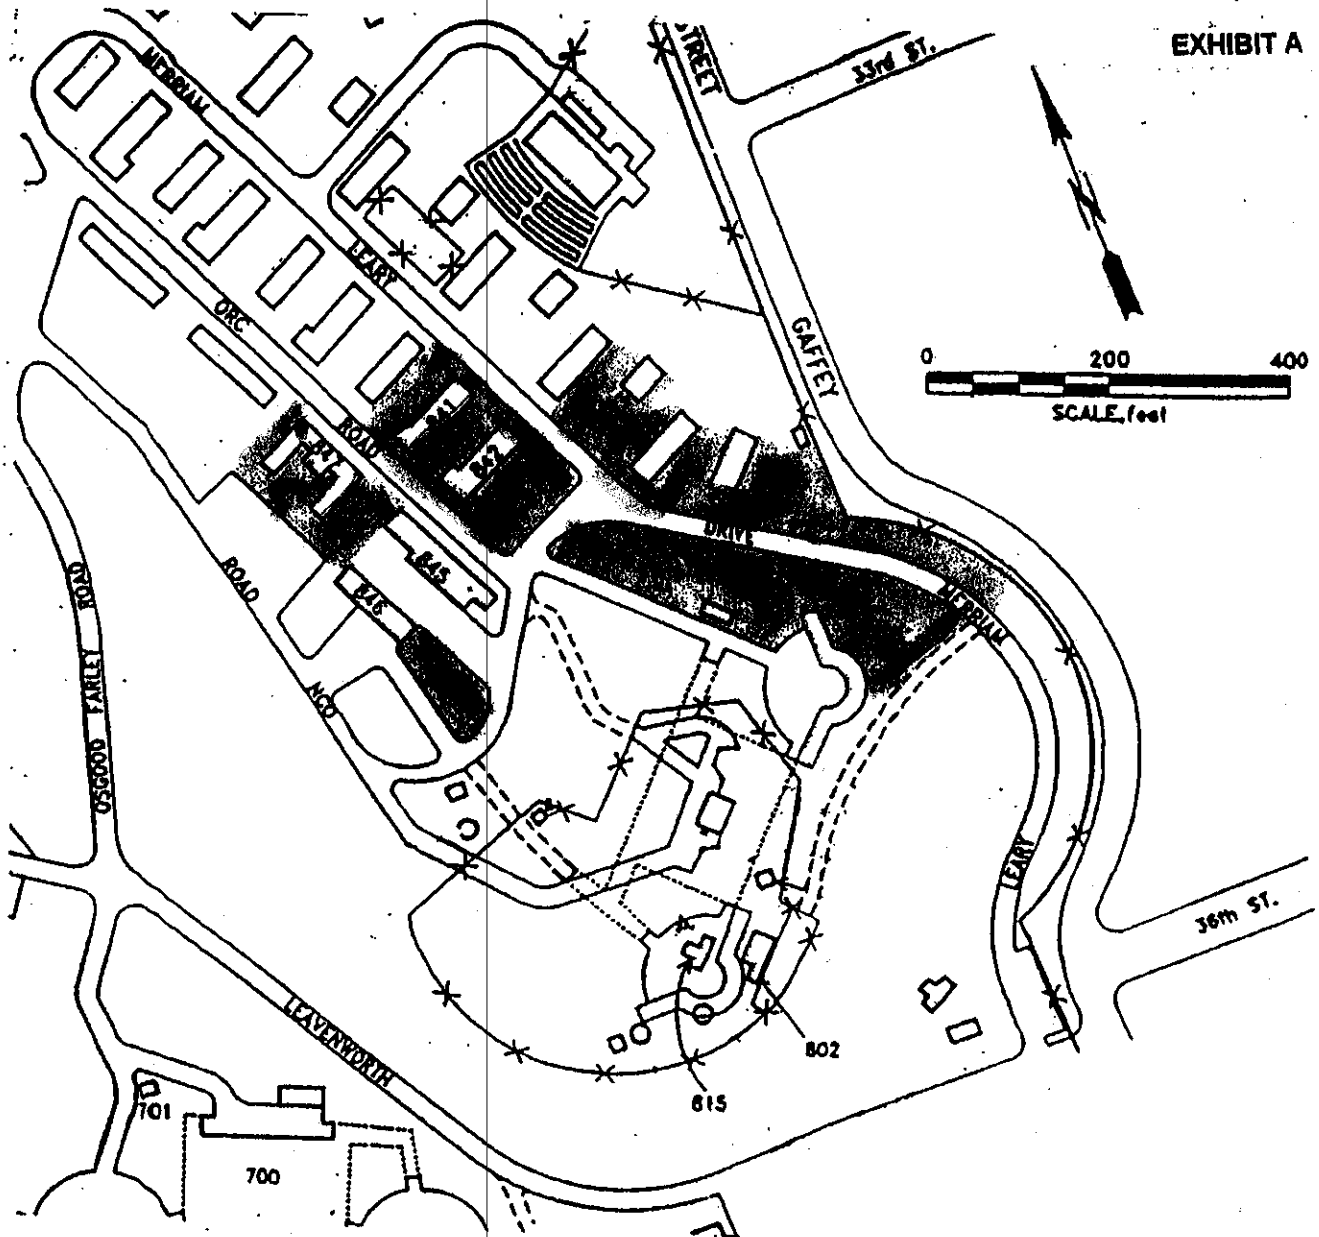 EXHIBIT A
STREET
33rd ST.
MERRIAM
LEARY
ORC
ROAD
GAFFEY
0 200 400
SCALE, feet
841
842
847
845
846
DRIVE
MERRIAM
ROAD
NCO
OSGOOD FARLEY ROAD
LEARY
36th ST.
LEAVENWORTH
802
815
701
700